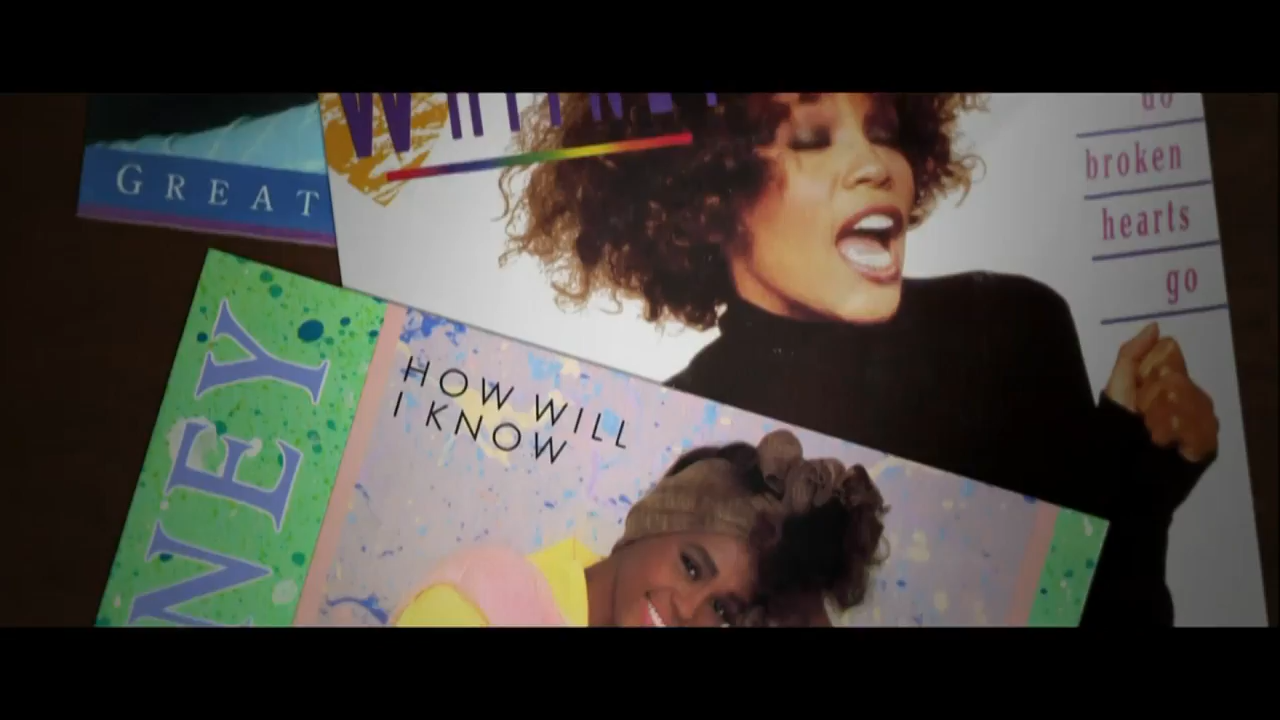 WHITNEY
do
broken
hearts
go
GREAT
NEY
HOW WILL
I KNOW